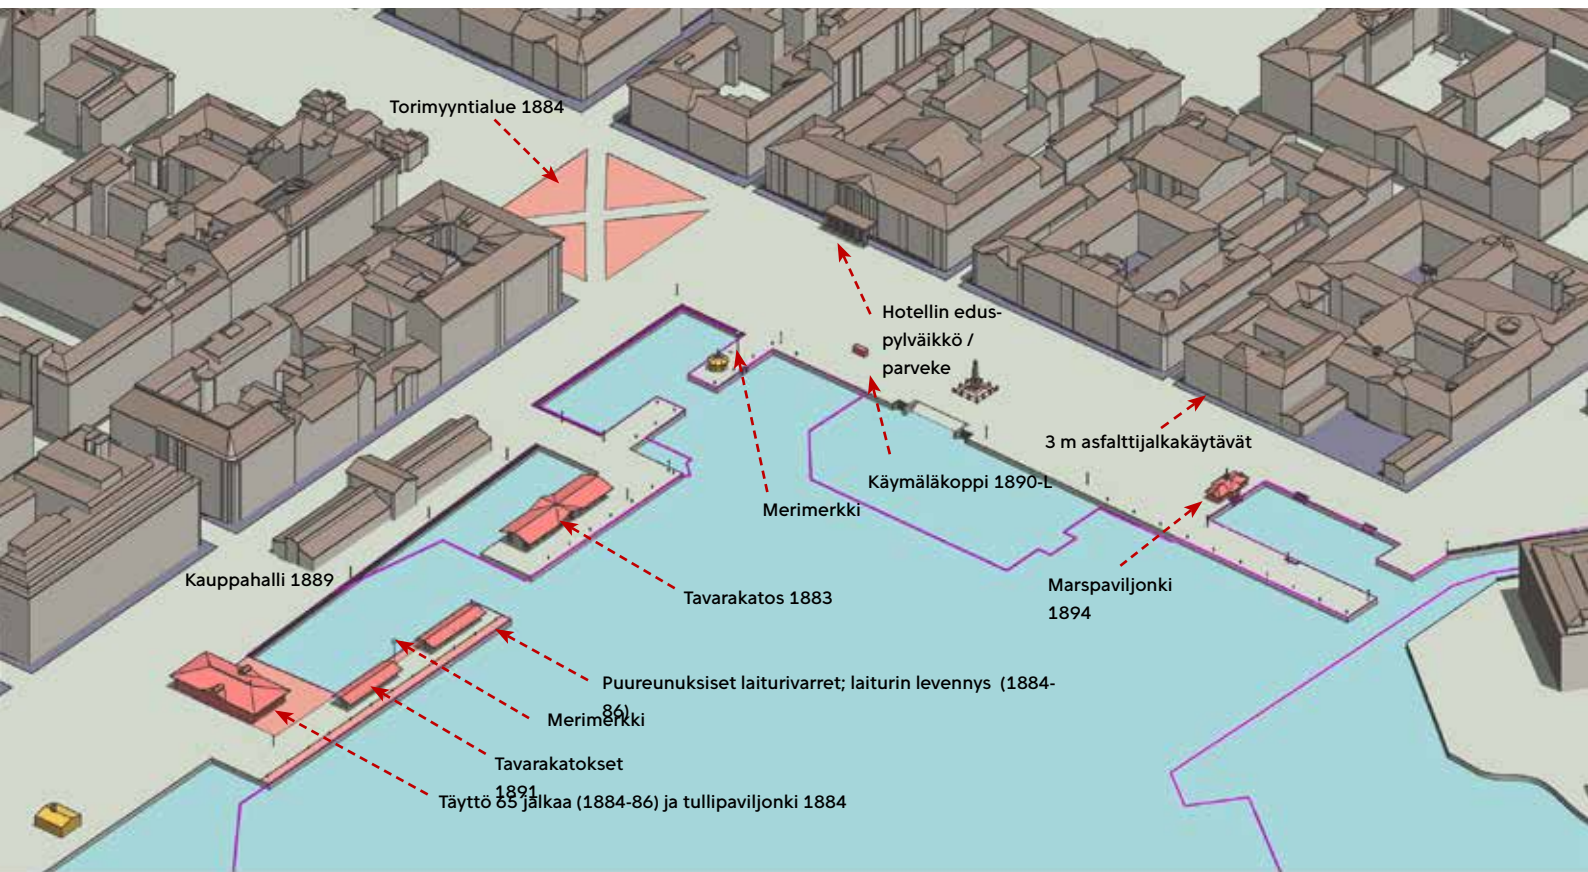 Torimyyntialue 1884
Hotellin edus-
pylväikkö /
parveke
3 m asfalttijalkakäytävät
Käymäläkoppi 1890-L
Merimerkki
Kauppahalli 1889
Tavarakatos 1883
Marspaviljonki
1894
Puureunuksiset laiturivarret; laiturin levennys (1884-
86)
Merimerkki
Tavarakatokset
1891
Täyttö 65 jalkaa (1884-86) ja tullipaviljonki 1884